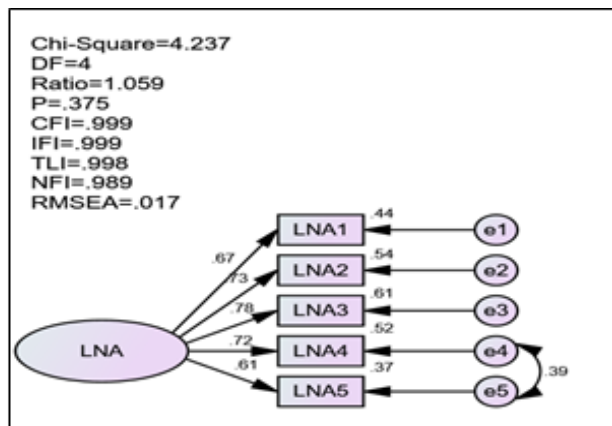 Chi-Square=4.237
DF=4
Ratio=1.059
P=.375
CFI=.999
IFI=.999
TLI=.998
NFI=.989
RMSEA=.017
.44
LNA1
e1
.67
.54
LNA2
e2
.73
.61
LNA3
e3
.78
.52
LNA
.72
LNA4
e4
.39
.61
.37
LNA5
e5